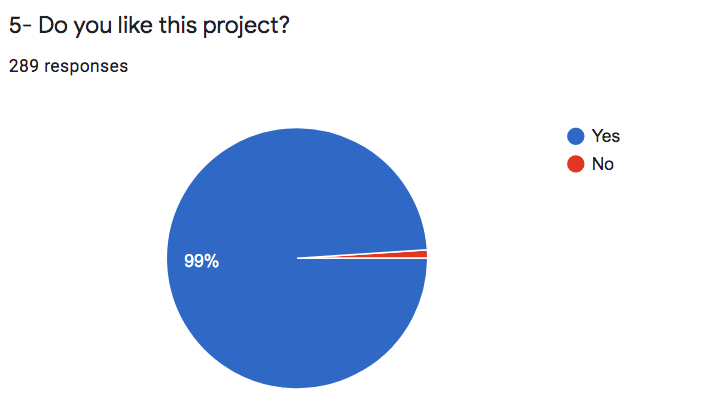 5- Do you like this project?
289 responses
Yes
No
99%